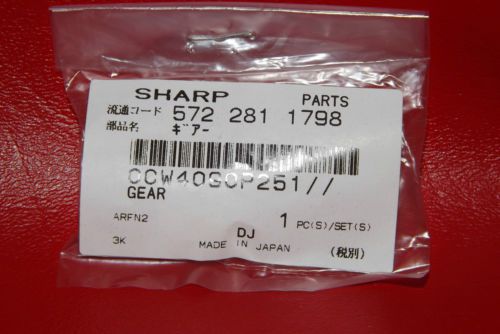 SHARP PARTS
流通コード 572 281 1798
部品名 ギアー
CCW40SOP251//
GEAR
ARFN2 1 PC(S)/SET(S)
DJ
3K MADE IN JAPAN (税別)